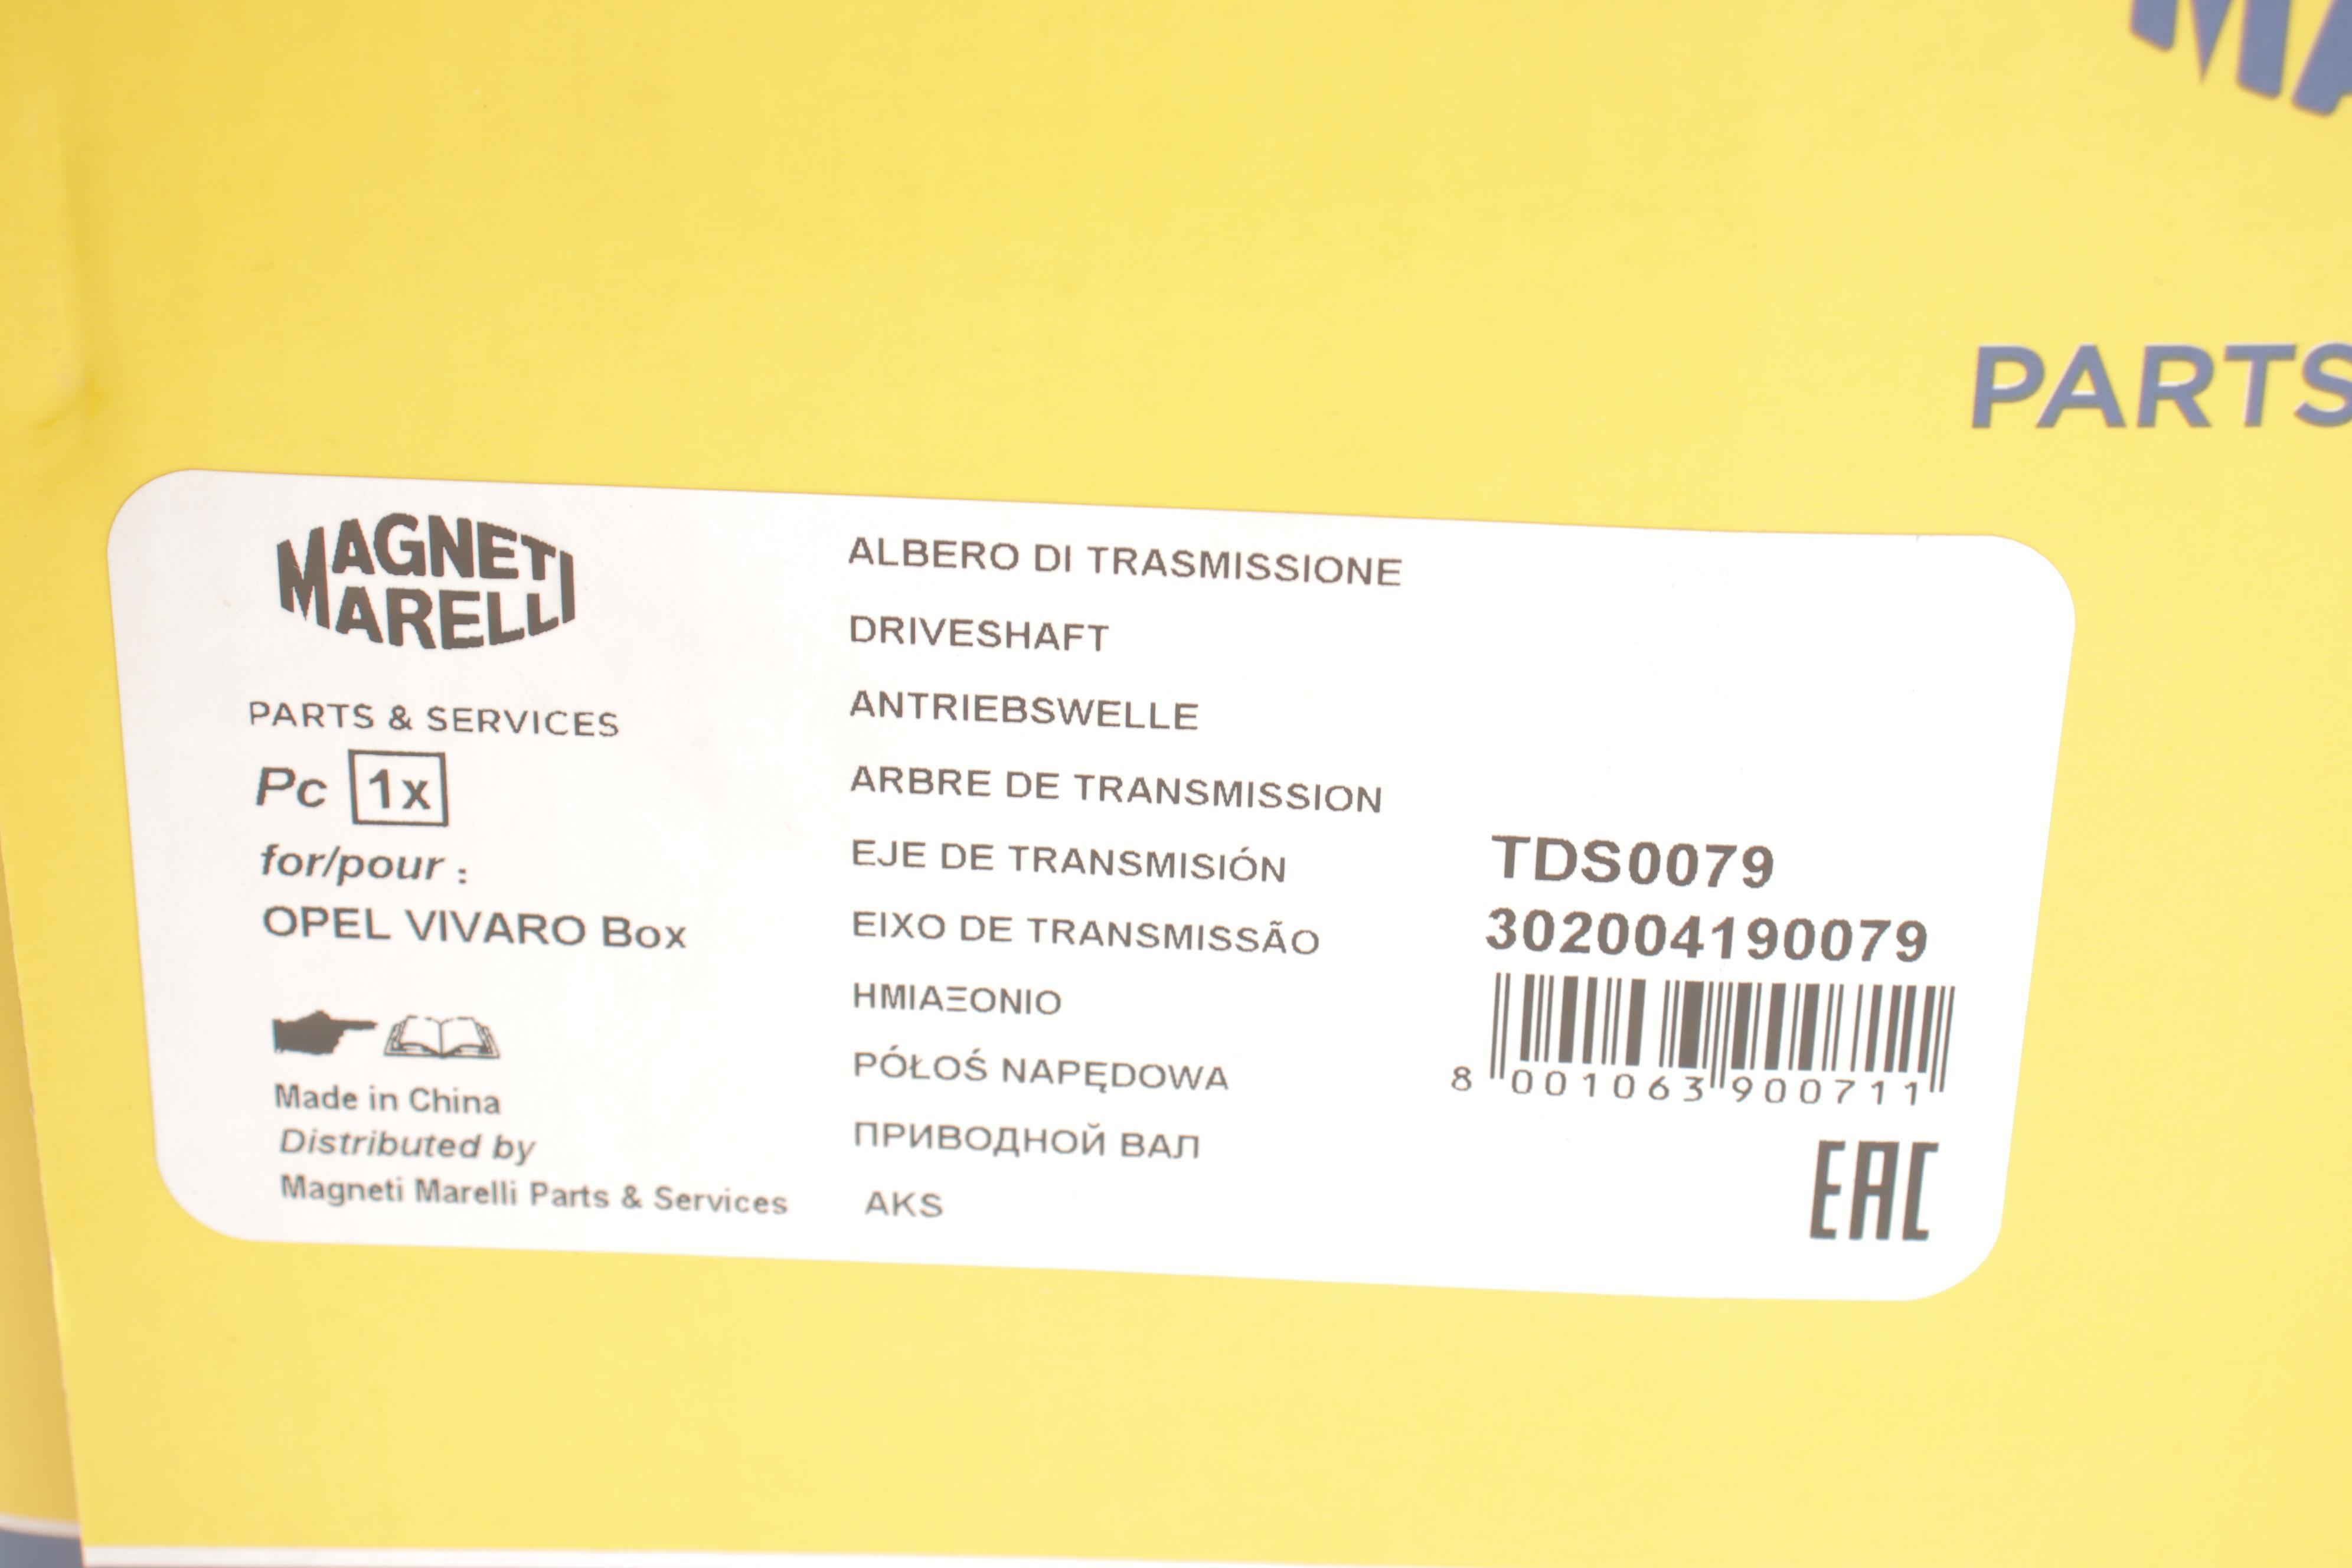 PARTS
MAGNETI
MARELLI
PARTS & SERVICES
Pc 1x
for/pour :
OPEL VIVARO Box
Made in China
Distributed by
Magneti Marelli Parts & Services
ALBERO DI TRASMISSIONE
DRIVESHAFT
ANTRIEBSWELLE
ARBRE DE TRANSMISSION
EJE DE TRANSMISIÓN
EIXO DE TRANSMISSÃO
ΗΜΙΑΞΟΝΙΟ
PÓŁOŚ NAPĘDOWA
ПРИВОДНОЙ ВАЛ
AKS
TDS0079
302004190079
8 001063 900711
EAC